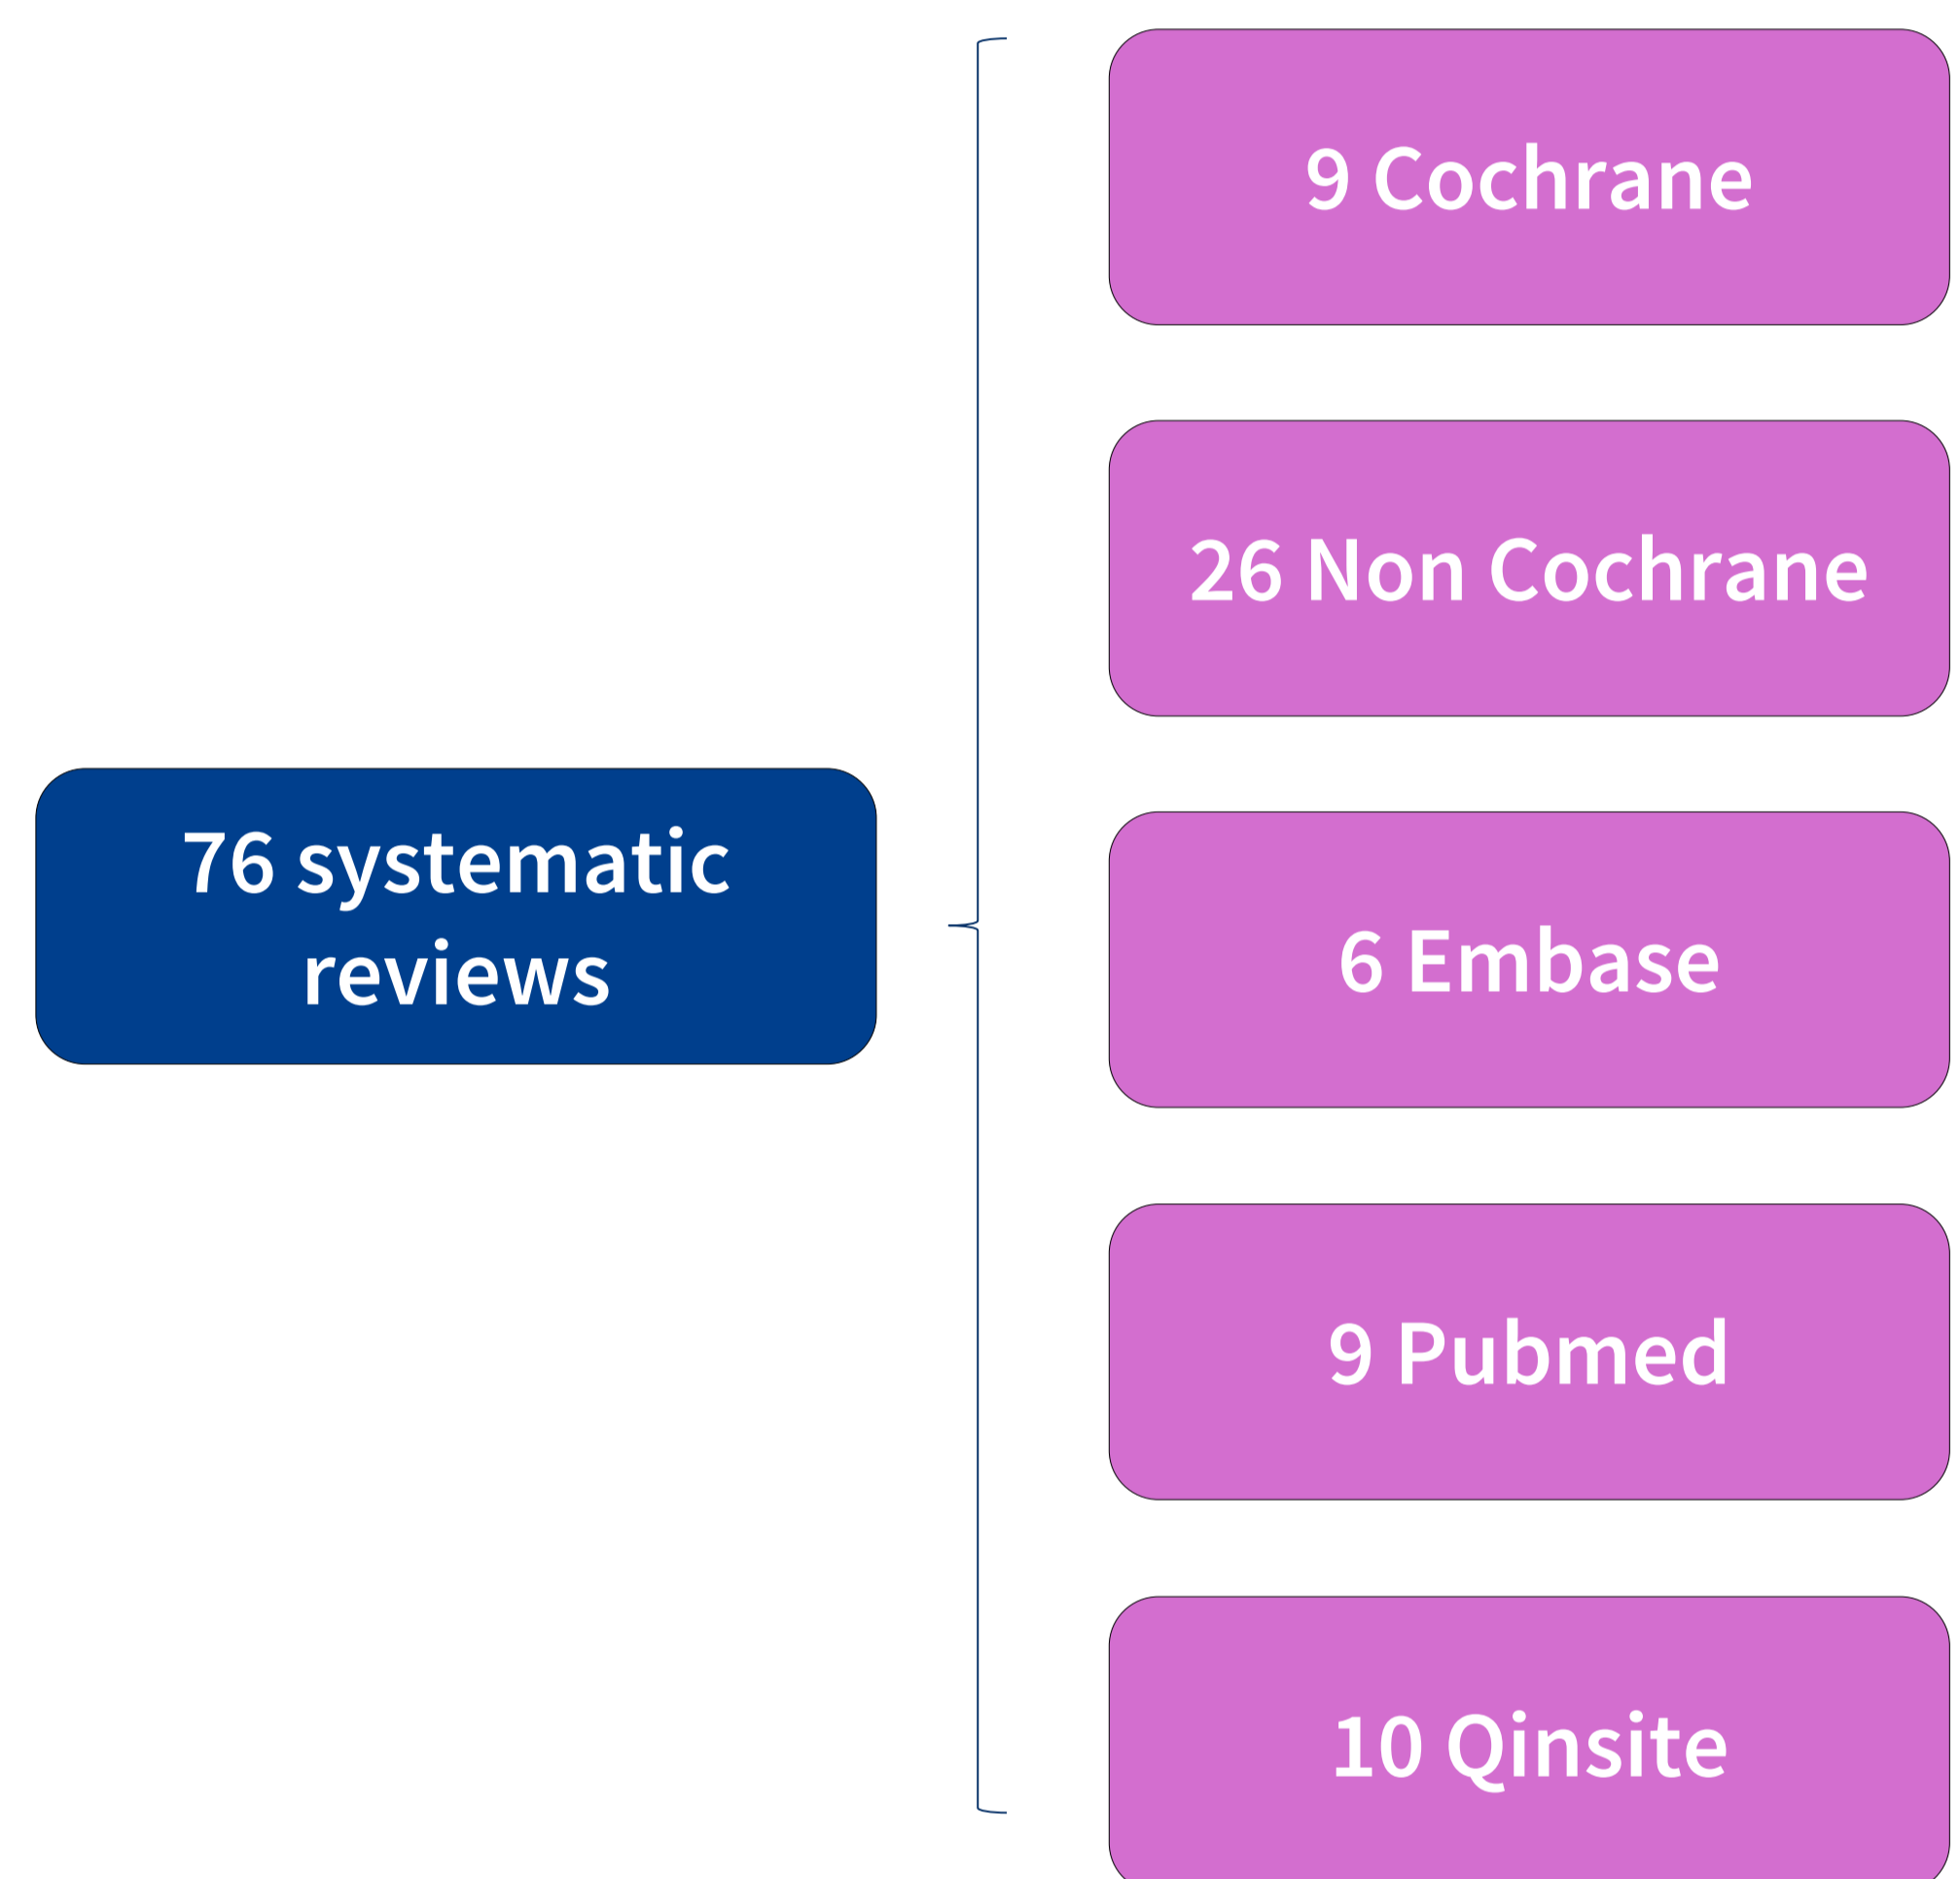 76 systematic
reviews
9 Cochrane
26 Non Cochrane
6 Embase
9 Pubmed
10 Qinsite